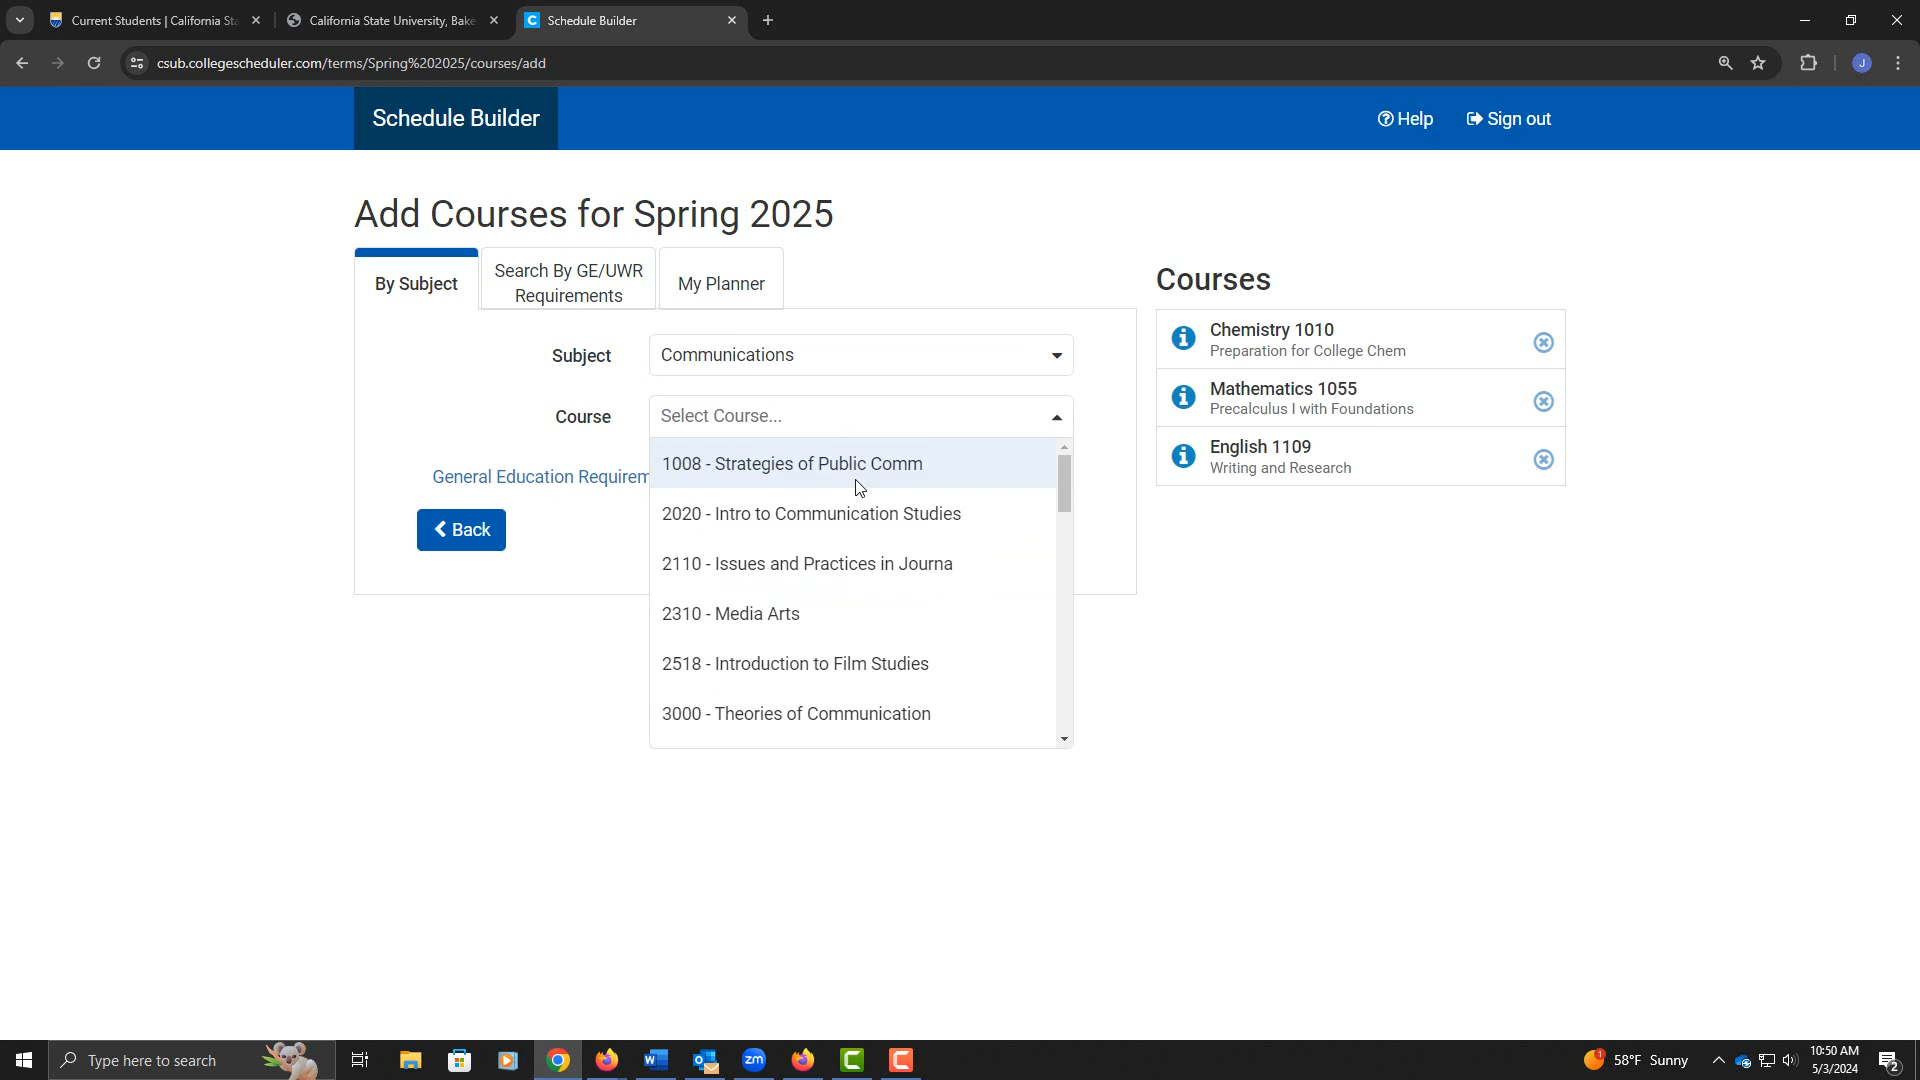 Current Students | California Sta
California State University, Bake
Schedule Builder
csub.collegescheduler.com/terms/Spring%202025/courses/add
J
Schedule Builder
Help
Sign out
Add Courses for Spring 2025
By Subject
Search By GE/UWR
Requirements
My Planner
Subject
Communications
Course
Select Course...
General Education Requirem
Back
1008 - Strategies of Public Comm
2020 - Intro to Communication Studies
2110 - Issues and Practices in Journa
2310 - Media Arts
2518 - Introduction to Film Studies
3000 - Theories of Communication
Courses
Chemistry 1010
Preparation for College Chem
Mathematics 1055
Precalculus I with Foundations
English 1109
Writing and Research
Type here to search
zm
1
58°F Sunny
10:50 AM
5/3/2024
2